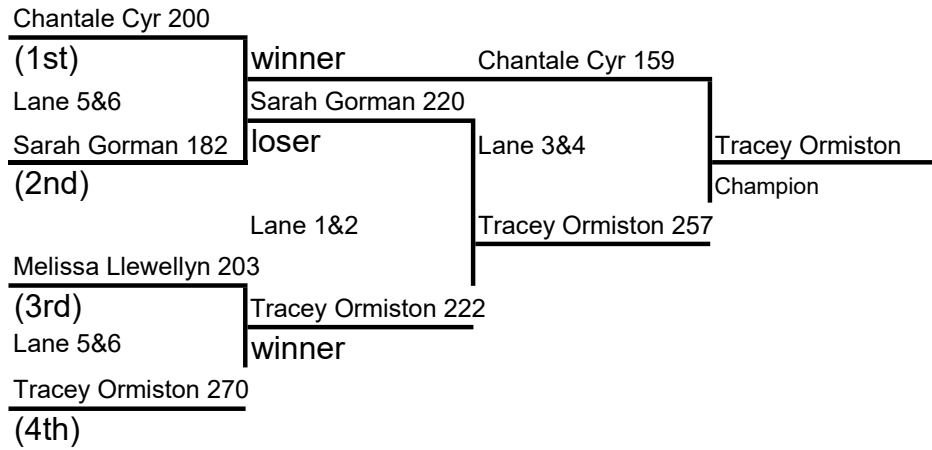 Chantale Cyr 200
(1st)
winner
Chantale Cyr 159
Lane 5&6
Sarah Gorman 220
Sarah Gorman 182
loser
Lane 3&4
Tracey Ormiston
(2nd)
Champion
Lane 1&2
Tracey Ormiston 257
Melissa Llewellyn 203
(3rd)
Tracey Ormiston 222
Lane 5&6
winner
Tracey Ormiston 270
(4th)